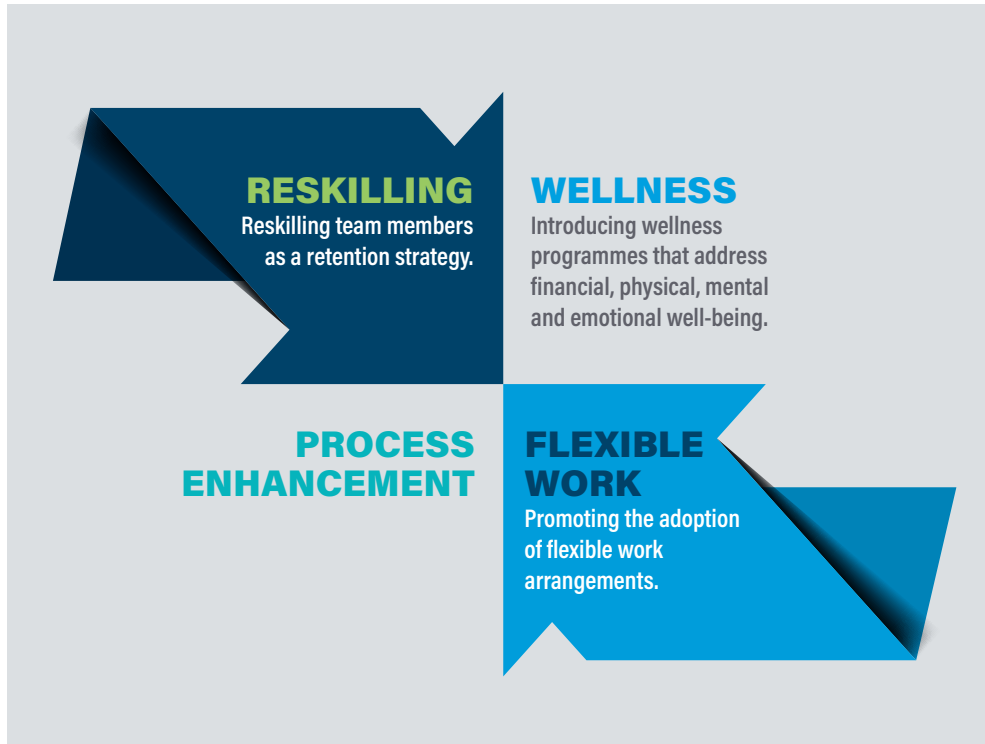 RESKILLING
Reskilling team members
as a retention strategy.
WELLNESS
Introducing wellness
programmes that address
financial, physical, mental
and emotional well-being.
PROCESS
ENHANCEMENT
FLEXIBLE
WORK
Promoting the adoption
of flexible work
arrangements.